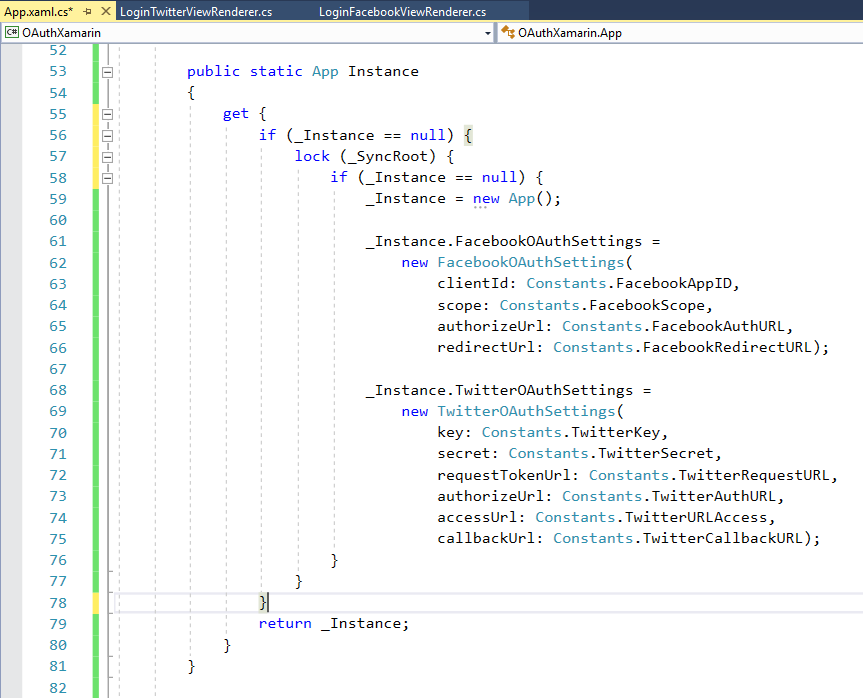 App.xaml.cs* LoginTwitterViewRenderer.cs LoginFacebookViewRenderer.cs
C# OAuthXamarin OAuthXamarin.App
52
53 public static App Instance
54 {
55 get {
56 if (_Instance == null) {
57 lock (_SyncRoot) {
58 if (_Instance == null) {
59 _Instance = new App();
60
61 _Instance.FacebookOAuthSettings =
62 new FacebookOAuthSettings(
63 clientId: Constants.FacebookAppID,
64 scope: Constants.FacebookScope,
65 authorizeUrl: Constants.FacebookAuthURL,
66 redirectUrl: Constants.FacebookRedirectURL);
67
68 _Instance.TwitterOAuthSettings =
69 new TwitterOAuthSettings(
70 key: Constants.TwitterKey,
71 secret: Constants.TwitterSecret,
72 requestTokenUrl: Constants.TwitterRequestURL,
73 authorizeUrl: Constants.TwitterAuthURL,
74 accessUrl: Constants.TwitterURLAccess,
75 callbackUrl: Constants.TwitterCallbackURL);
76 }
77 }
78 }
79 return _Instance;
80 }
81 }
82